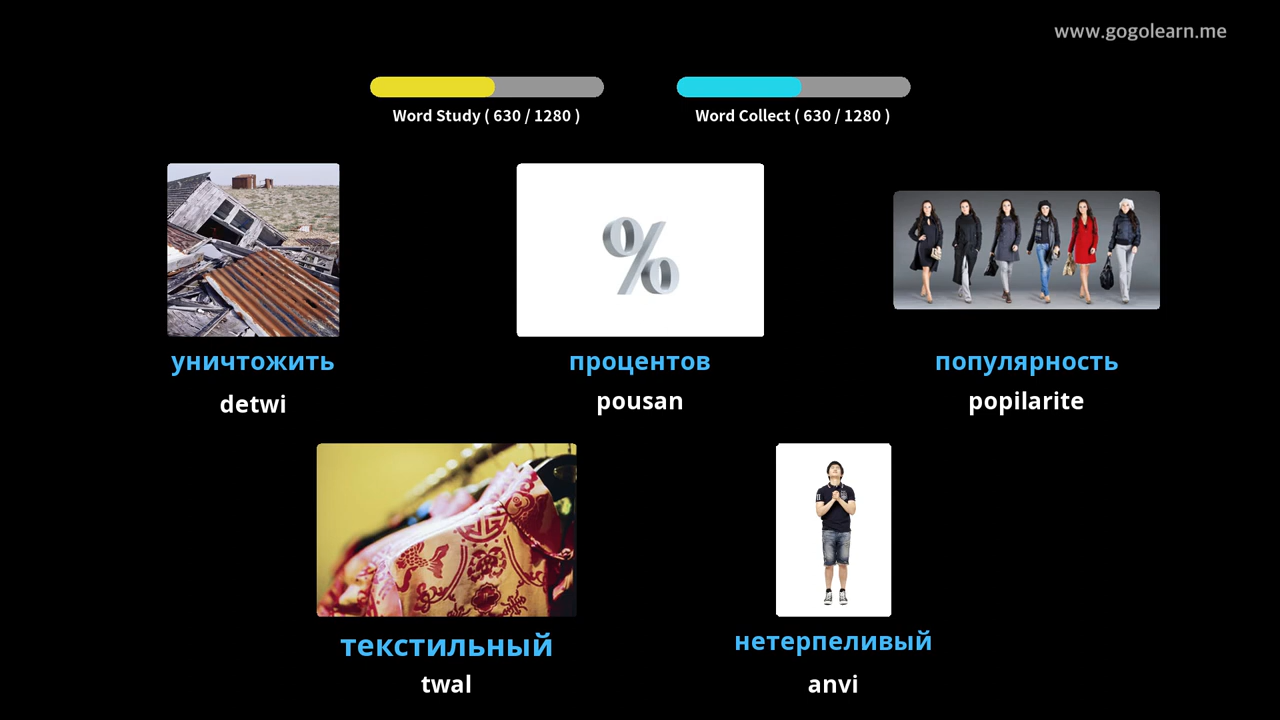 www.gogolearn.me
Word Study ( 630 / 1280 )
Word Collect ( 630 / 1280 )
уничтожить
detwi
процентов
pousan
популярность
popilarite
текстильный
twal
нетерпеливый
anvi